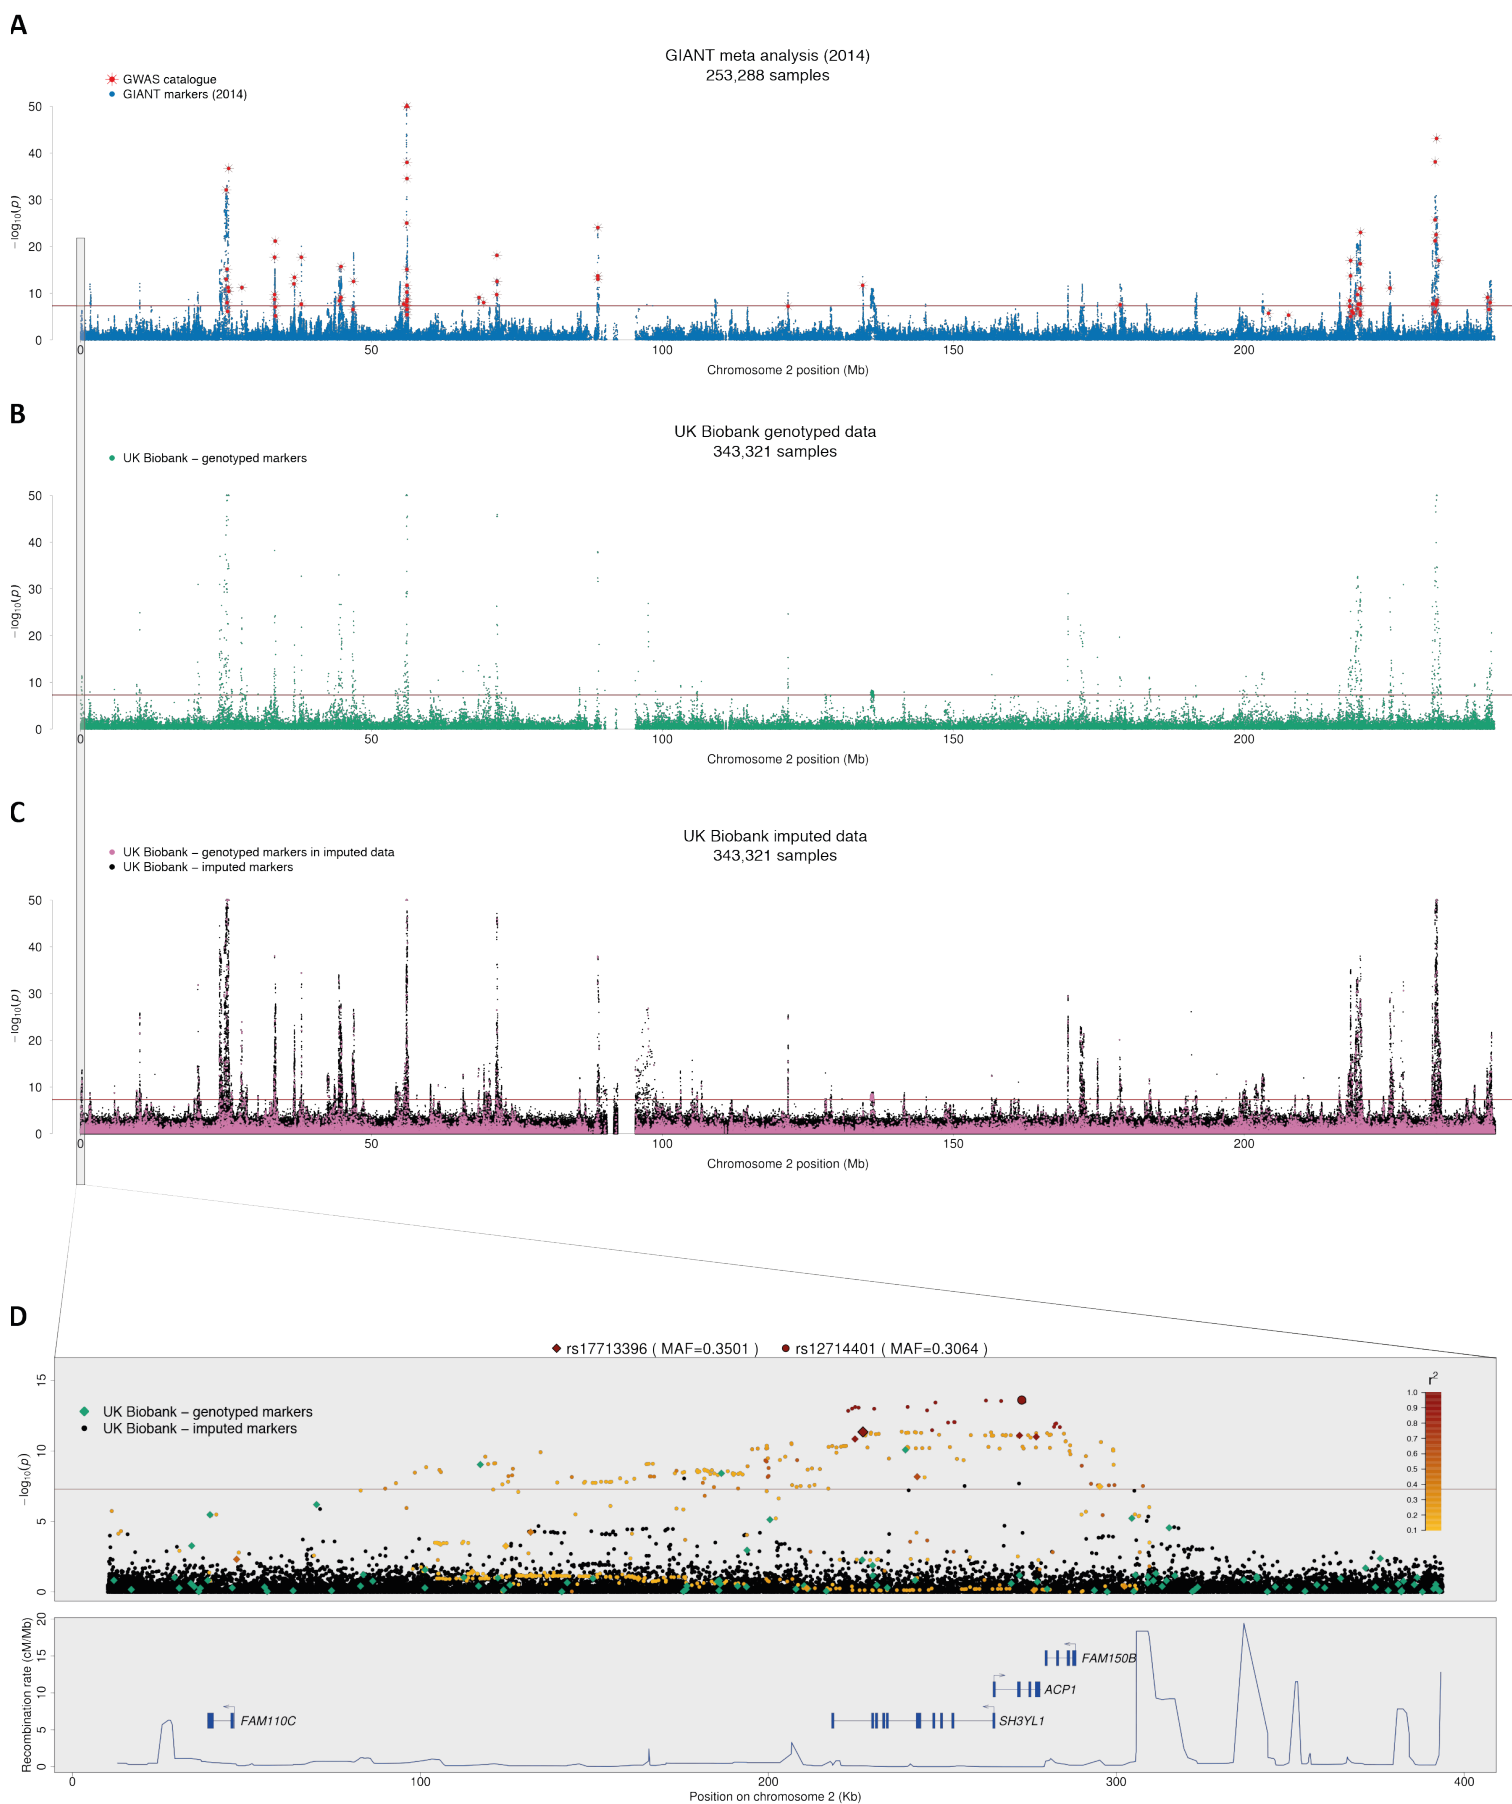 A
GIANT meta analysis (2014)
253,288 samples
GWAS catalogue
GIANT markers (2014)
50
40
30
20
10
0
−log10(p)
0 50 100 150 200
Chromosome 2 position (Mb)
B
UK Biobank genotyped data
343,321 samples
UK Biobank − genotyped markers
50
40
30
20
10
0
−log10(p)
0 50 100 150 200
Chromosome 2 position (Mb)
C
UK Biobank imputed data
343,321 samples
UK Biobank − genotyped markers in imputed data
UK Biobank − imputed markers
50
40
30
20
10
0
−log10(p)
0 50 100 150 200
Chromosome 2 position (Mb)
D
rs17713396 ( MAF=0.3501 ) rs12714401 ( MAF=0.3064 )
UK Biobank − genotyped markers
UK Biobank − imputed markers
15
10
5
0
−log10(p)
r2
1.0
0.9
0.8
0.7
0.6
0.5
0.4
0.3
0.2
0.1
20
15
10
5
0
Recombination rate (cM/Mb)
FAM150B
ACP1
FAM110C
SH3YL1
0 100 200 300 400
Position on chromosome 2 (Kb)